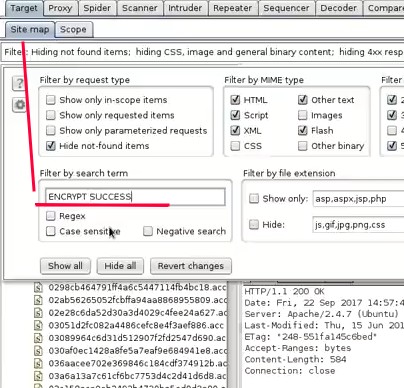 Target Proxy Spider Scanner Intruder Repeater Sequencer Decoder Compare
Site map Scope
Filter: Hiding not found items; hiding CSS, image and general binary content; hiding 4xx resp
?
Filter by request type
Show only in-scope items
Show only requested items
Show only parameterized requests
Hide not-found items
Filter by MIME type
HTML
Other text
Script
Images
XML
Flash
CSS
Other binary
Filter
2
3
4
5
Filter by search term
ENCRYPT SUCCESS
Regex
Case sensitive
Negative search
Filter by file extension
Show only: asp,aspx,jsp,php
Hide: js,gif,jpg,png,css
Show all
Hide all
Revert changes
0298cb464791ff4a6c5447114fb4bc18.acc
02ab56265052fcbffa94aa8868955809.acc
02e28c6da52d30a3d4029c4fee24a627.acc
03051d2fc082a4486cefc8e4f3aef886.acc
03089964c6d31d512907f2fd2547d690.acc
030af0ec1428a8fe5a7eaf9e684941e8.acc
036aacee702e369846c184cdf374912b.ac
HTTP/1.1 200 OK
Date: Fri, 22 Sep 2017 14:57:4
Server: Apache/2.4.7 (Ubuntu)
Last-Modified: Thu, 15 Jun 201
ETag: "248-551fa145c6bed"
Accept-Ranges: bytes
Content-Length: 584
Connection: close